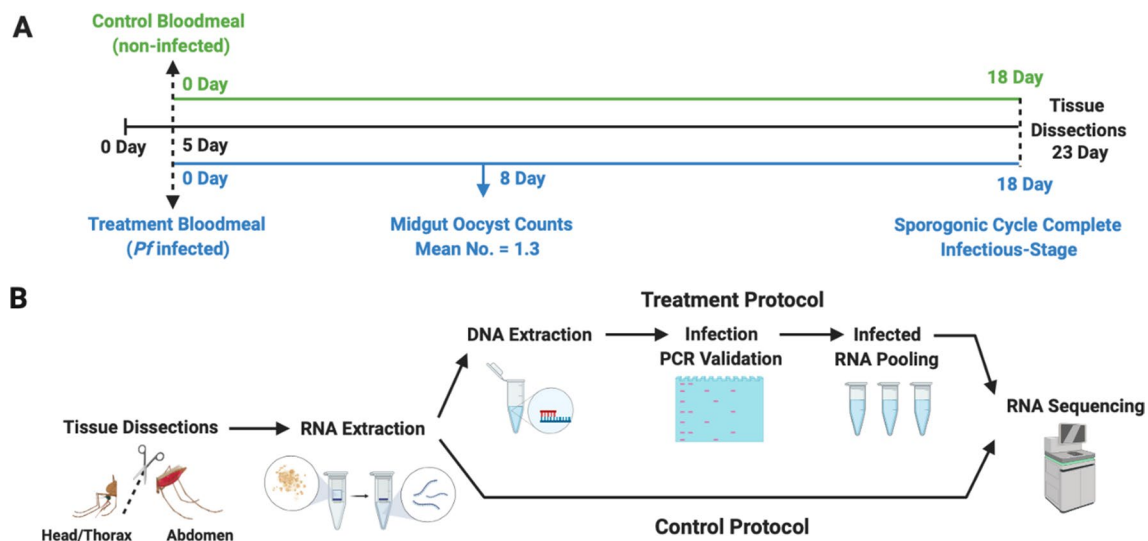 A
Control Bloodmeal
(non-infected)
0 Day
18 Day
0 Day
5 Day
Tissue
Dissections
23 Day
0 Day
8 Day
18 Day
Treatment Bloodmeal
(Pf infected)
Midgut Oocyst Counts
Mean No. = 1.3
Sporogonic Cycle Complete
Infectious-Stage
B
Treatment Protocol
DNA Extraction
Infection
PCR Validation
Infected
RNA Pooling
RNA Sequencing
Tissue Dissections
RNA Extraction
Head/Thorax
Abdomen
Control Protocol